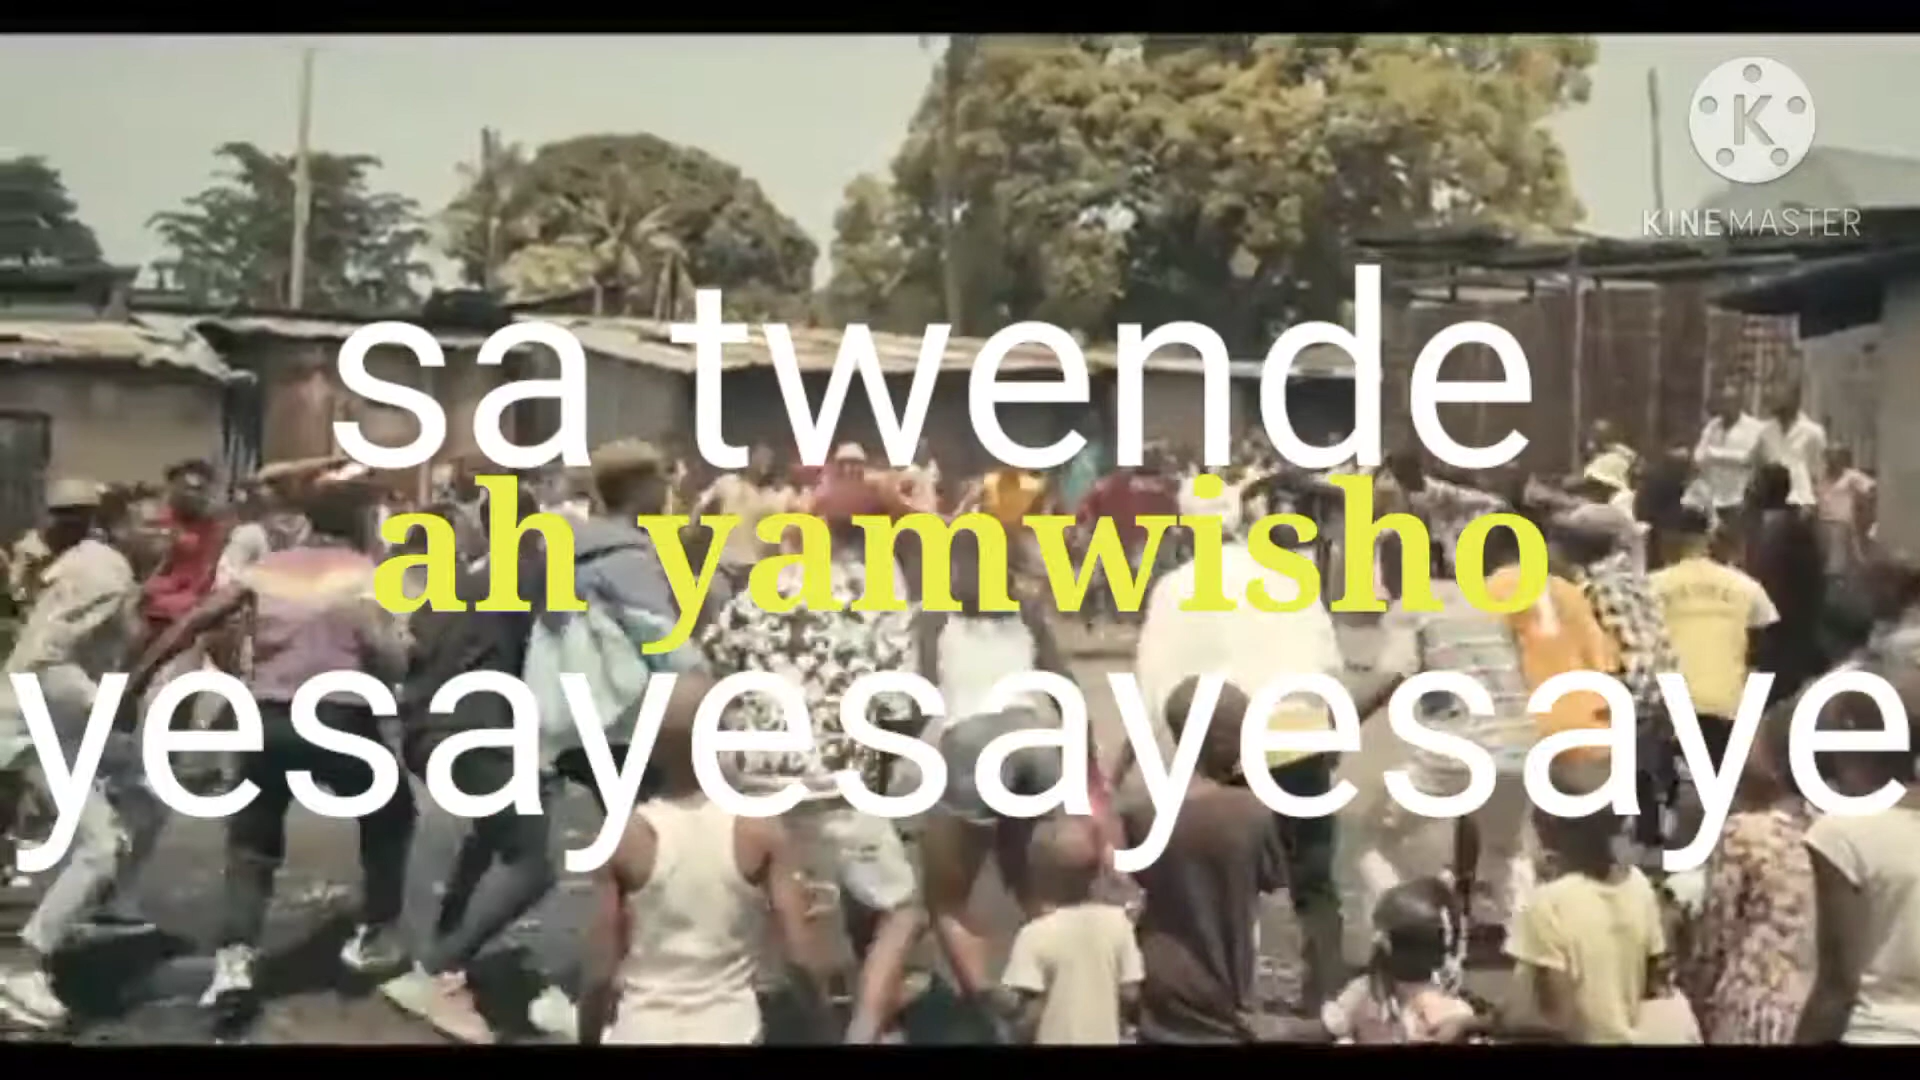 K
KINEMASTER
sa twende
ah yamwisho
yesayesayesaye